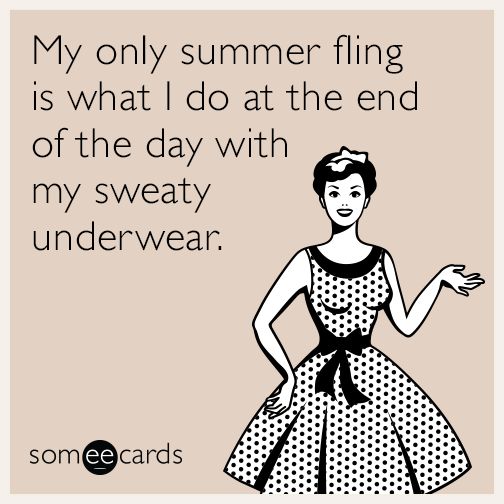 My only summer fling
is what I do at the end
of the day with
my sweaty
underwear.
someecards